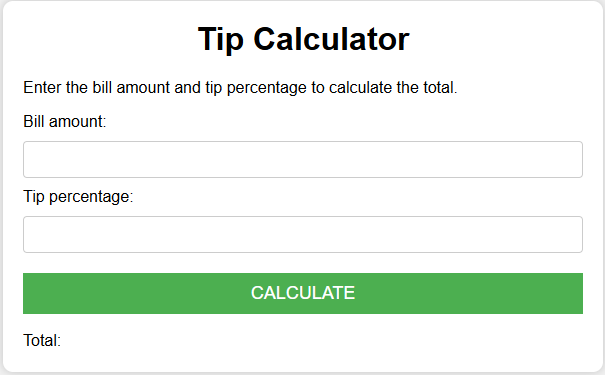 Tip Calculator
Enter the bill amount and tip percentage to calculate the total.
Bill amount:
Tip percentage:
CALCULATE
Total: